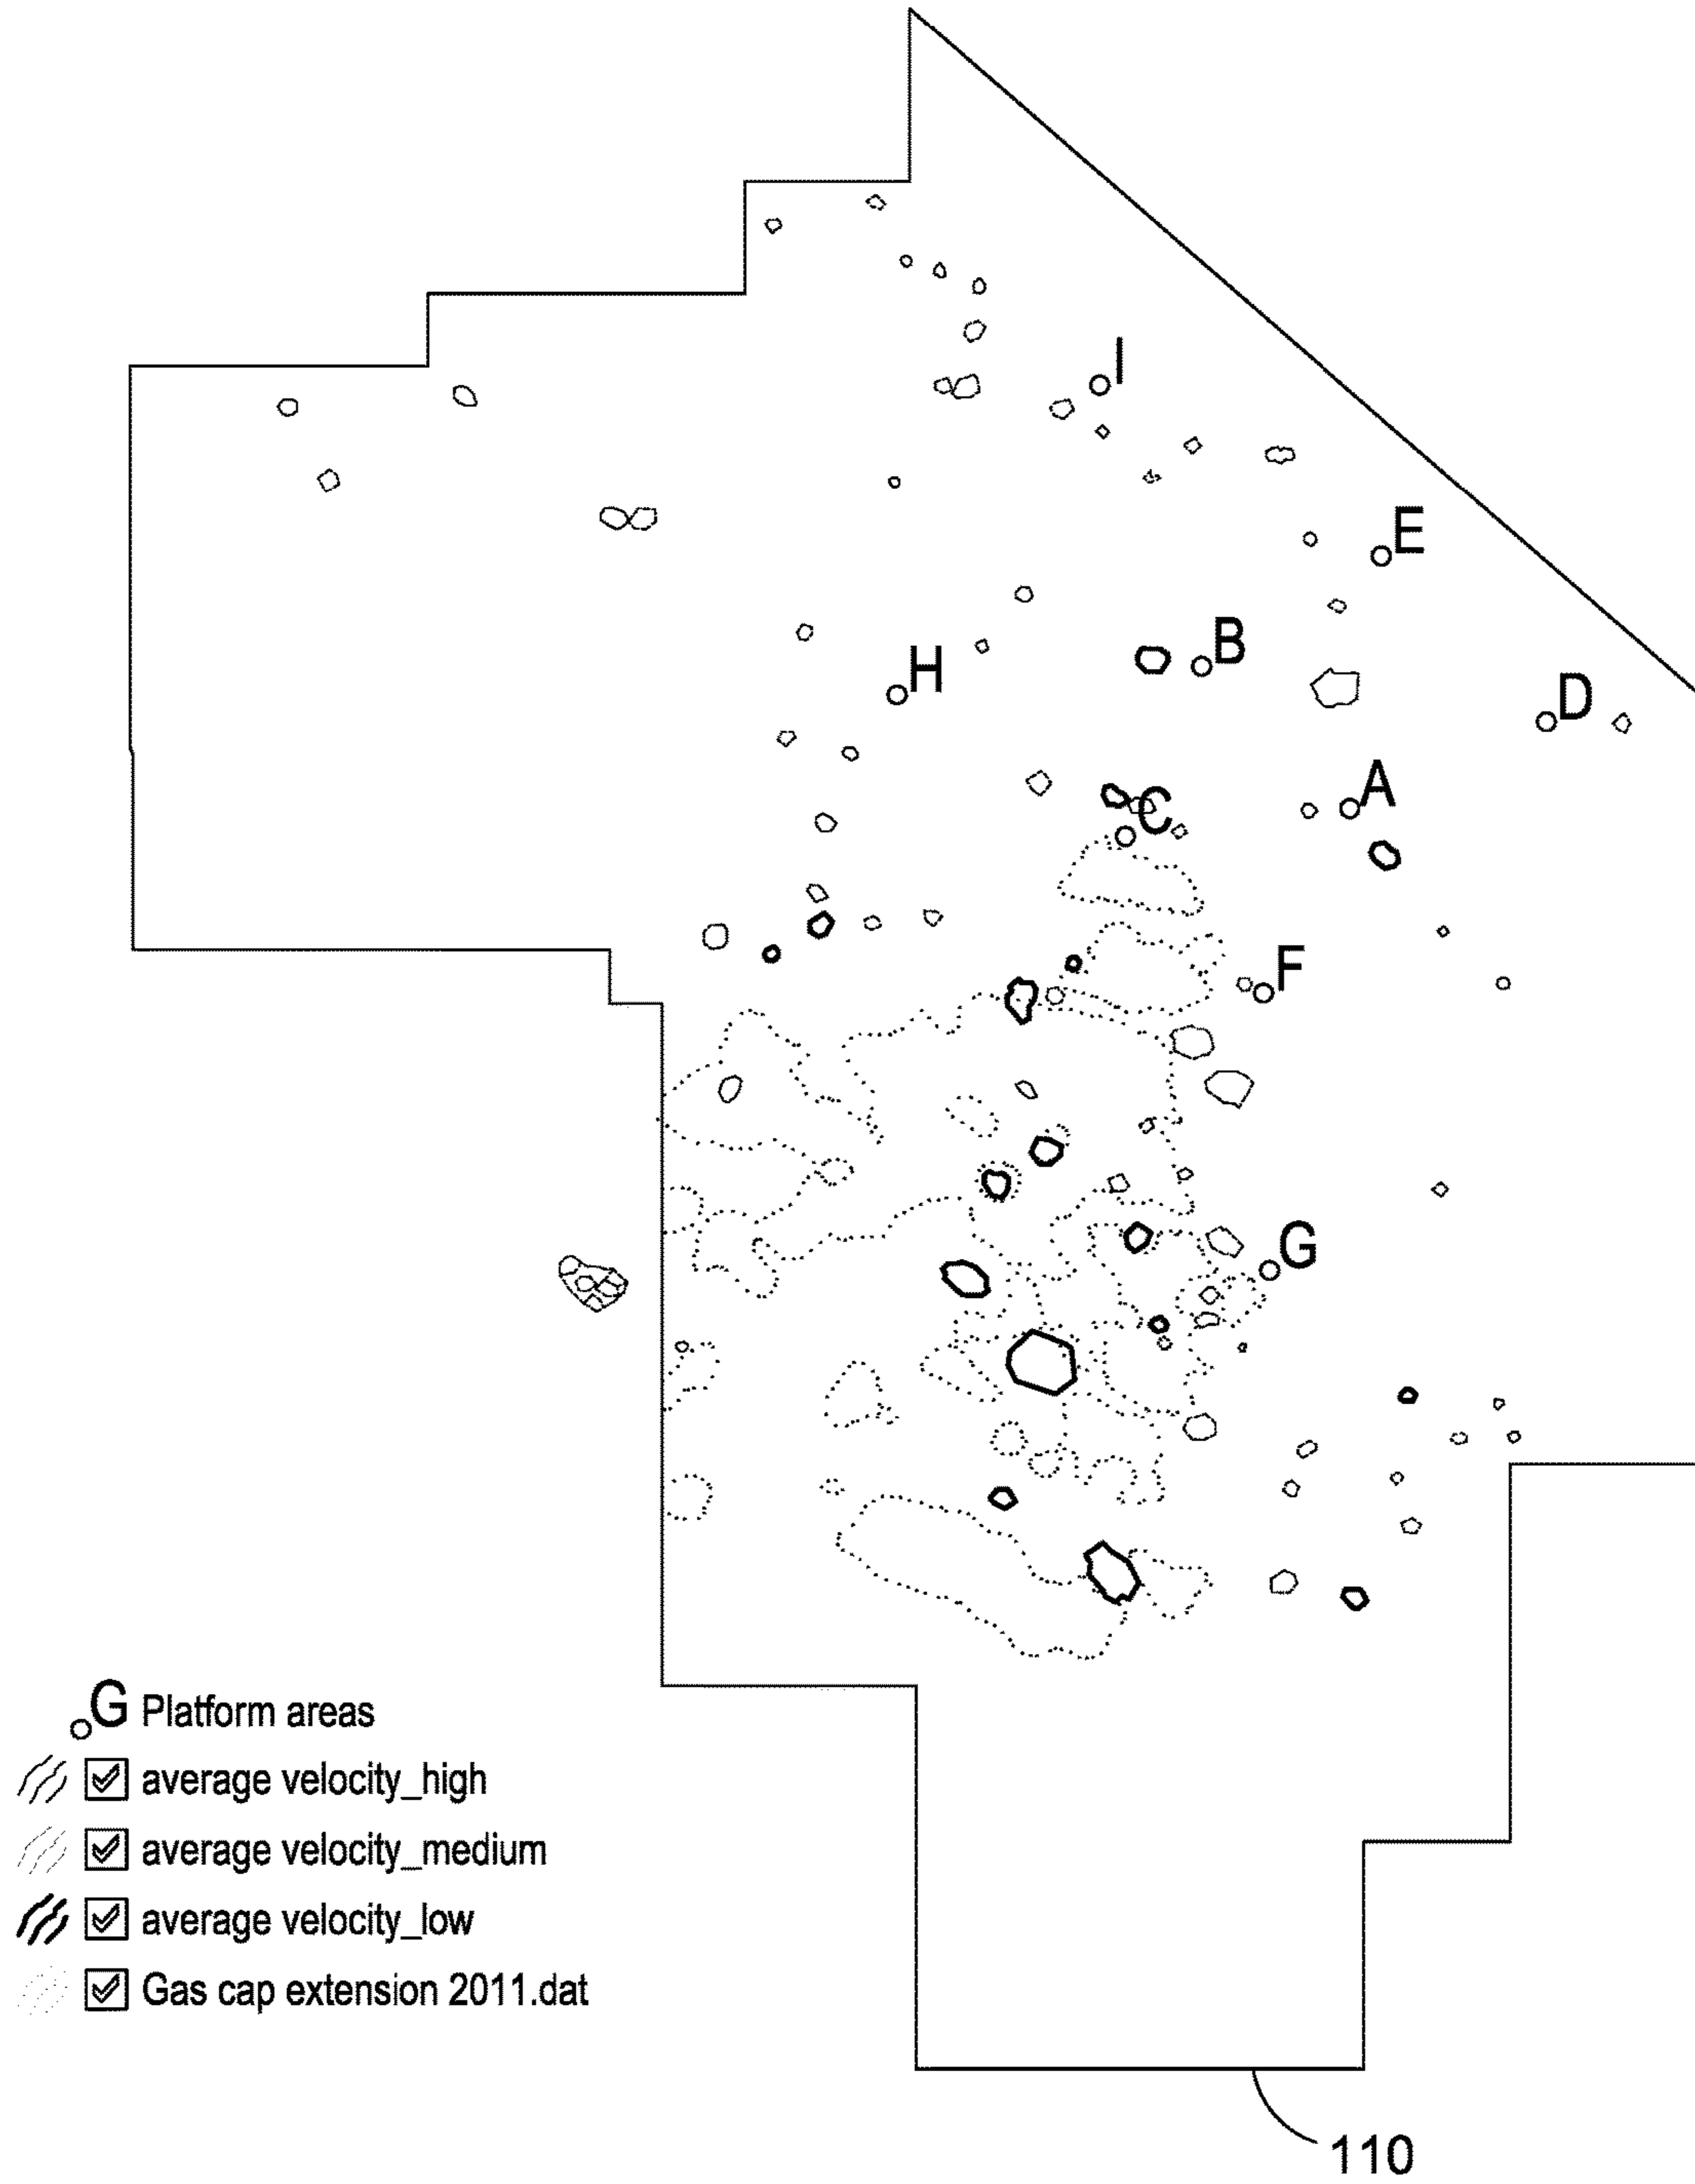 I
E
B
H
D
A
C
F
G
G Platform areas
average velocity_high
average velocity_medium
average velocity_low
Gas cap extension 2011.dat
110